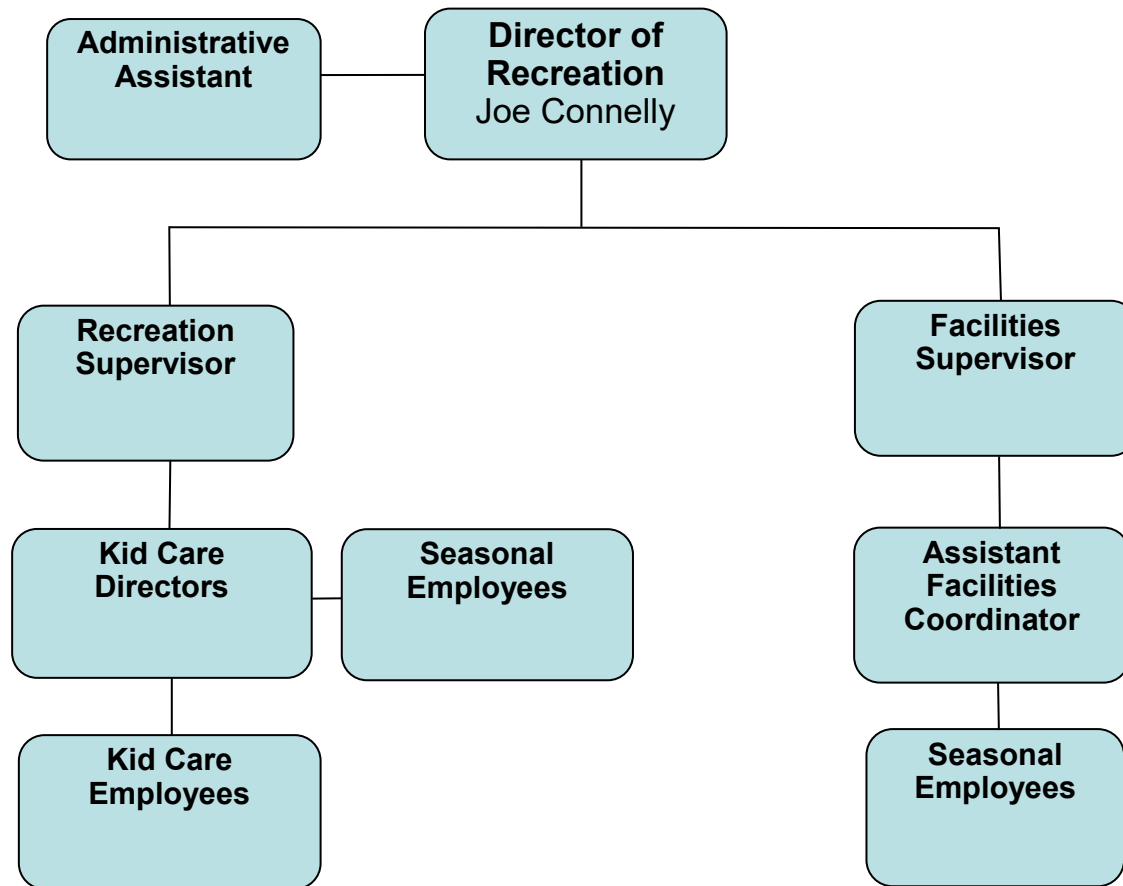 Administrative
Assistant
Director of
Recreation
Joe Connelly
Recreation
Supervisor
Facilities
Supervisor
Kid Care
Directors
Seasonal
Employees
Assistant
Facilities
Coordinator
Kid Care
Employees
Seasonal
Employees